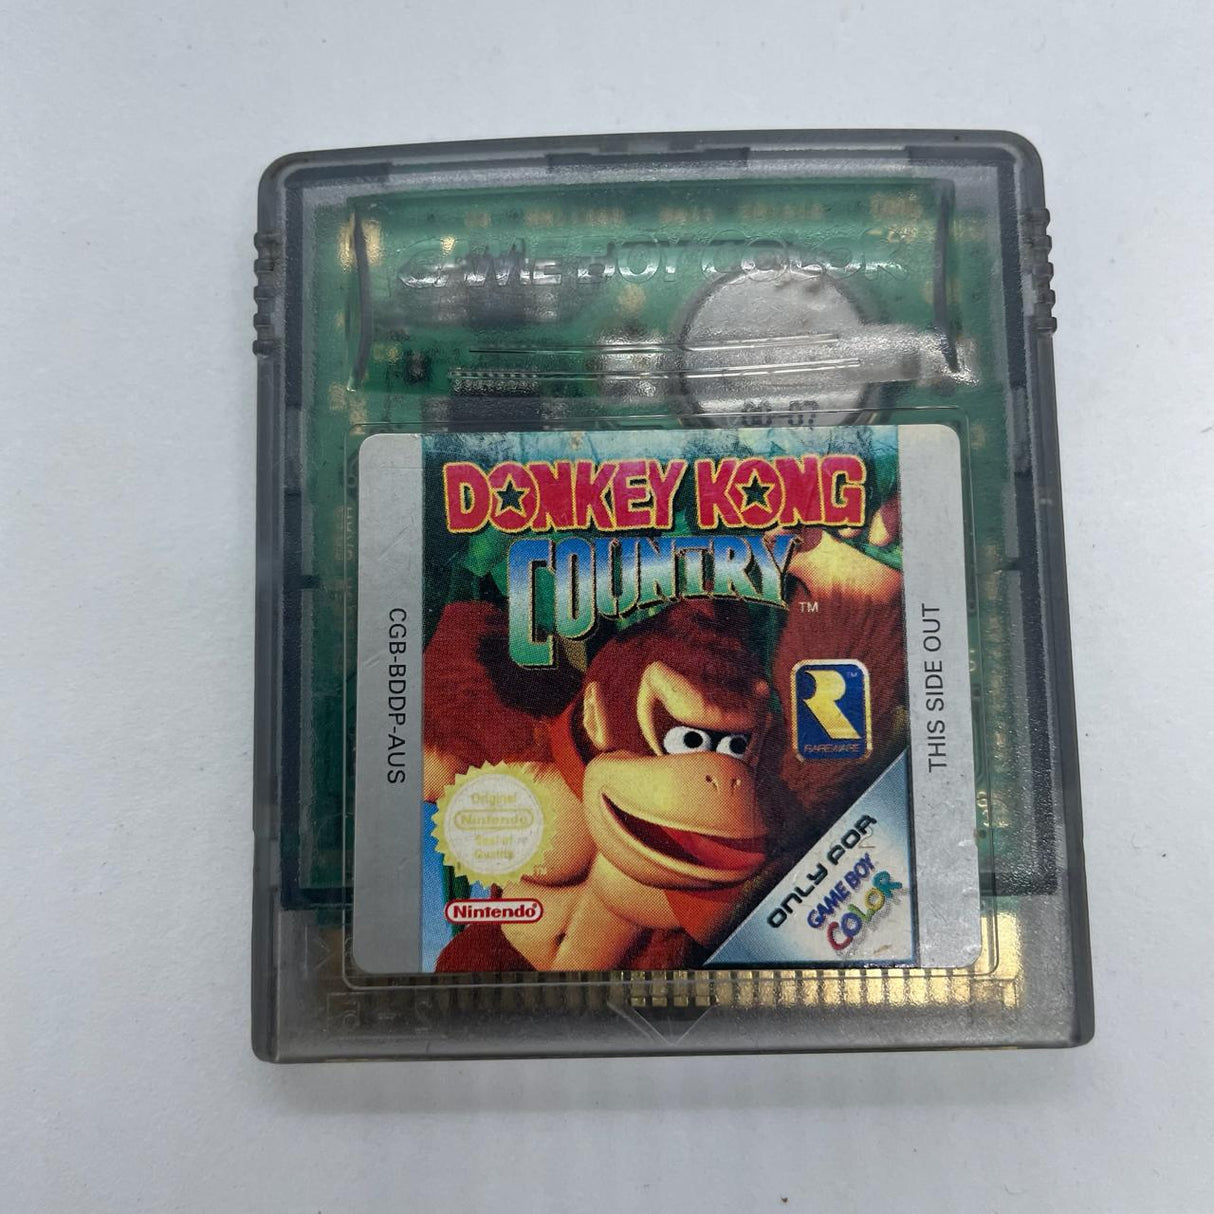 GAME BOY COLOR
DONKEY KONG
COUNTRY
TM
CGB-BDDP-AUS
THIS SIDE OUT
RAREWARE
Original
Nintendo
Seal of
Quality
Nintendo
ONLY FOR
GAME BOY
COLOR